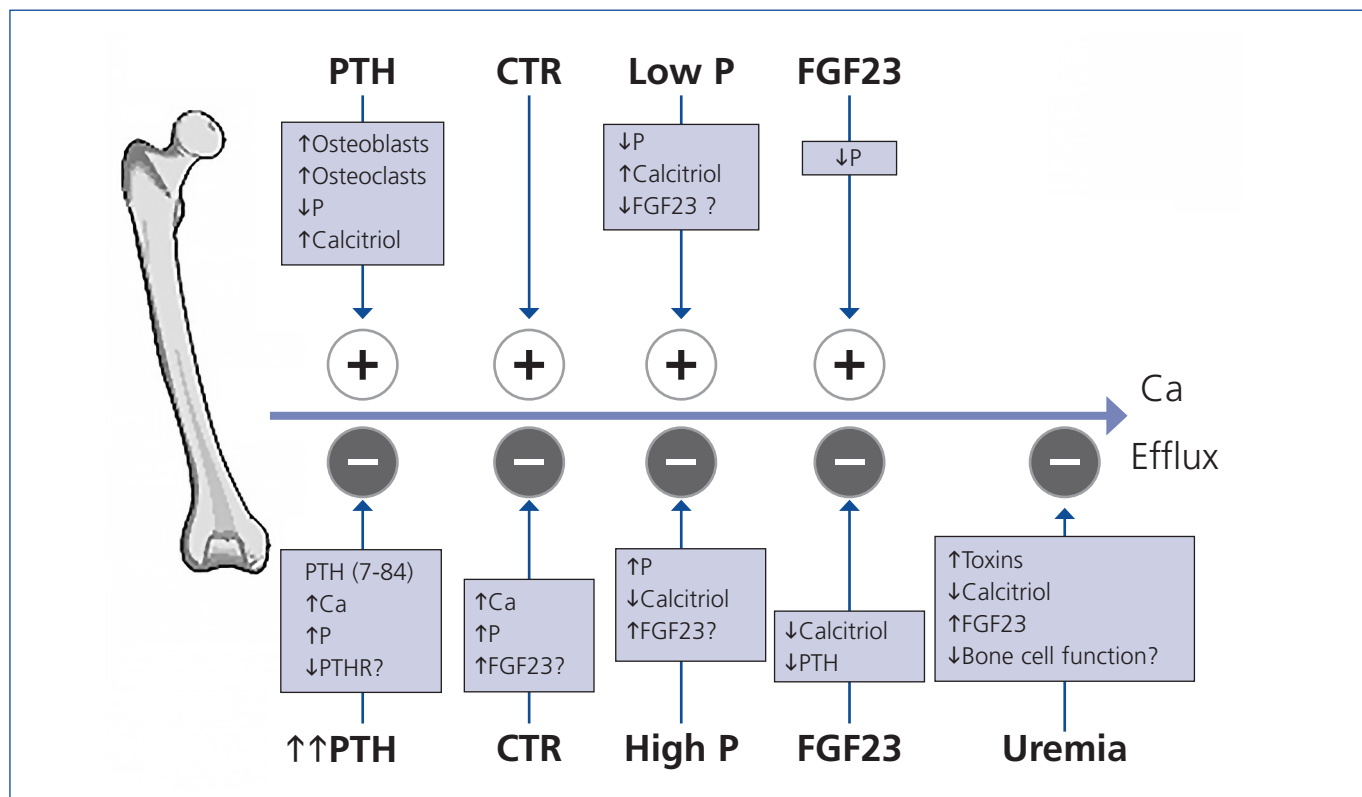 PTH
CTR
Low P
FGF23
↑Osteoblasts
↑Osteoclasts
↓P
↑Calcitriol
↓P
↑Calcitriol
↓FGF23 ?
↓P
+
+
+
+
Ca
Efflux
−
−
−
−
−
PTH (7-84)
↑Ca
↑P
↓PTHR?
↑Ca
↑P
↑FGF23?
↑P
↓Calcitriol
↑FGF23?
↓Calcitriol
↓PTH
↑Toxins
↓Calcitriol
↑FGF23
↓Bone cell function?
↑↑PTH
CTR
High P
FGF23
Uremia